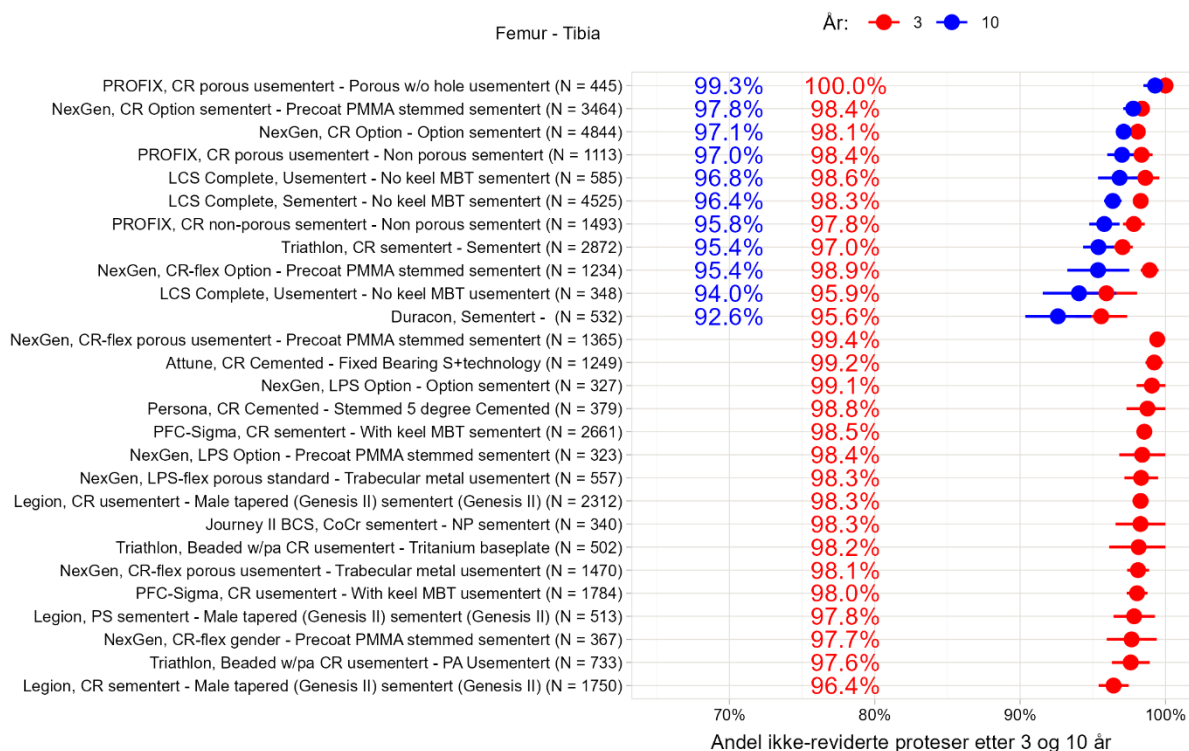 Femur - Tibia
År: 3 10
PROFIX, CR porous usementert - Porous w/o hole usementert (N = 445) 99.3% 100.0%
NexGen, CR Option sementert - Precoat PMMA stemmed sementert (N = 3464) 97.8% 98.4%
NexGen, CR Option - Option sementert (N = 4844) 97.1% 98.1%
PROFIX, CR porous usementert - Non porous sementert (N = 1113) 97.0% 98.4%
LCS Complete, Usementert - No keel MBT sementert (N = 585) 96.8% 98.6%
LCS Complete, Sementert - No keel MBT sementert (N = 4525) 96.4% 98.3%
PROFIX, CR non-porous sementert - Non porous sementert (N = 1493) 95.8% 97.8%
Triathlon, CR sementert - Sementert (N = 2872) 95.4% 97.0%
NexGen, CR-flex Option - Precoat PMMA stemmed sementert (N = 1234) 95.4% 98.9%
LCS Complete, Usementert - No keel MBT usementert (N = 348) 94.0% 95.9%
Duracon, Sementert - (N = 532) 92.6% 95.6%
NexGen, CR-flex porous usementert - Precoat PMMA stemmed sementert (N = 1365) 99.4%
Attune, CR Cemented - Fixed Bearing S+technology (N = 1249) 99.2%
NexGen, LPS Option - Option sementert (N = 327) 99.1%
Persona, CR Cemented - Stemmed 5 degree Cemented (N = 379) 98.8%
PFC-Sigma, CR sementert - With keel MBT sementert (N = 2661) 98.5%
NexGen, LPS Option - Precoat PMMA stemmed sementert (N = 323) 98.4%
NexGen, LPS-flex porous standard - Trabecular metal usementert (N = 557) 98.3%
Legion, CR usementert - Male tapered (Genesis II) sementert (Genesis II) (N = 2312) 98.3%
Journey II BCS, CoCr sementert - NP sementert (N = 340) 98.3%
Triathlon, Beaded w/pa CR usementert - Tritanium baseplate (N = 502) 98.2%
NexGen, CR-flex porous usementert - Trabecular metal usementert (N = 1470) 98.1%
PFC-Sigma, CR usementert - With keel MBT usementert (N = 1784) 98.0%
Legion, PS sementert - Male tapered (Genesis II) sementert (Genesis II) (N = 513) 97.8%
NexGen, CR-flex gender - Precoat PMMA stemmed sementert (N = 367) 97.7%
Triathlon, Beaded w/pa CR usementert - PA Usementert (N = 733) 97.6%
Legion, CR sementert - Male tapered (Genesis II) sementert (Genesis II) (N = 1750) 96.4%
70% 80% 90% 100%
Andel ikke-reviderte proteser etter 3 og 10 år